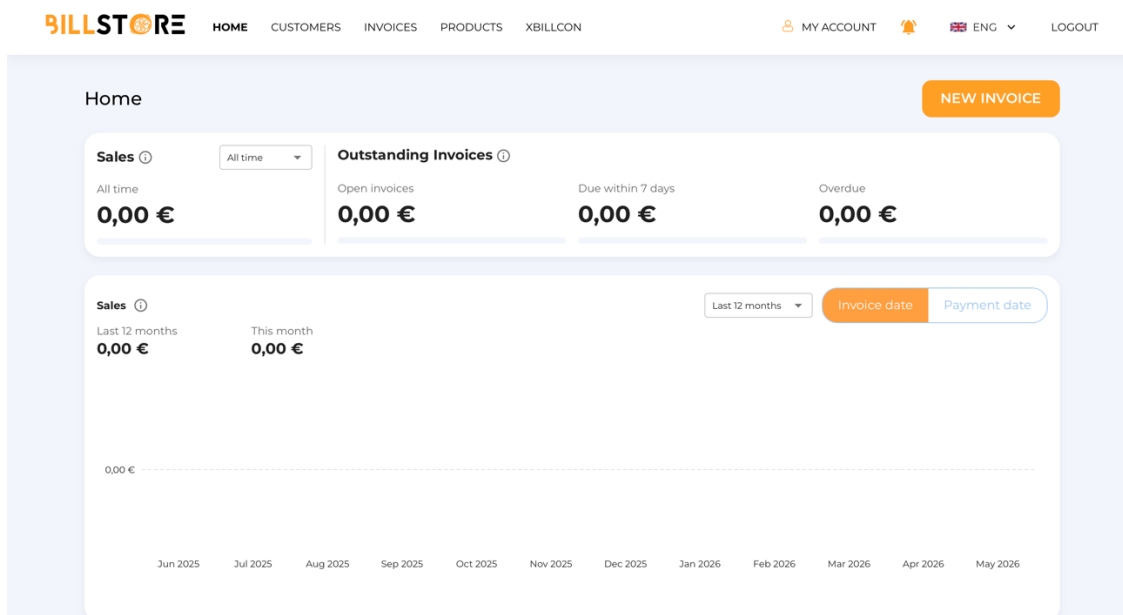 BILLSTORE HOME CUSTOMERS INVOICES PRODUCTS XBILLCON MY ACCOUNT ENG LOGOUT
Home NEW INVOICE
Sales All time Outstanding Invoices
All time Open invoices Due within 7 days Overdue
0,00 € 0,00 € 0,00 € 0,00 €
Sales Last 12 months Invoice date Payment date
Last 12 months This month
0,00 € 0,00 €
0,00 €
Jun 2025 Jul 2025 Aug 2025 Sep 2025 Oct 2025 Nov 2025 Dec 2025 Jan 2026 Feb 2026 Mar 2026 Apr 2026 May 2026